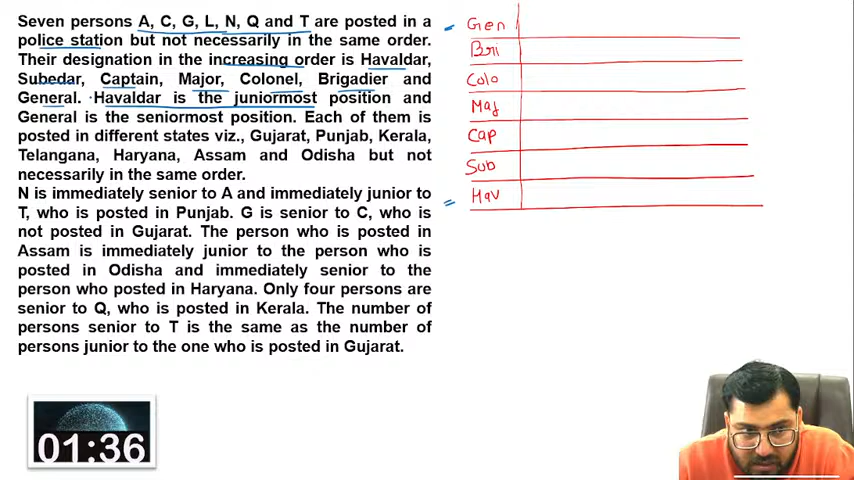 Seven persons A, C, G, L, N, Q and T are posted in a
police station but not necessarily in the same order.
Their designation in the increasing order is Havaldar,
Subedar, Captain, Major, Colonel, Brigadier and
General. Havaldar is the juniormost position and
General is the seniormost position. Each of them is
posted in different states viz., Gujarat, Punjab, Kerala,
Telangana, Haryana, Assam and Odisha but not
necessarily in the same order.
N is immediately senior to A and immediately junior to
T, who is posted in Punjab. G is senior to C, who is
not posted in Gujarat. The person who is posted in
Assam is immediately junior to the person who is
posted in Odisha and immediately senior to the
person who posted in Haryana. Only four persons are
senior to Q, who is posted in Kerala. The number of
persons senior to T is the same as the number of
persons junior to the one who is posted in Gujarat.
Gen
Bri
Colo
Maj
Cap
Sub
Hav
01:36